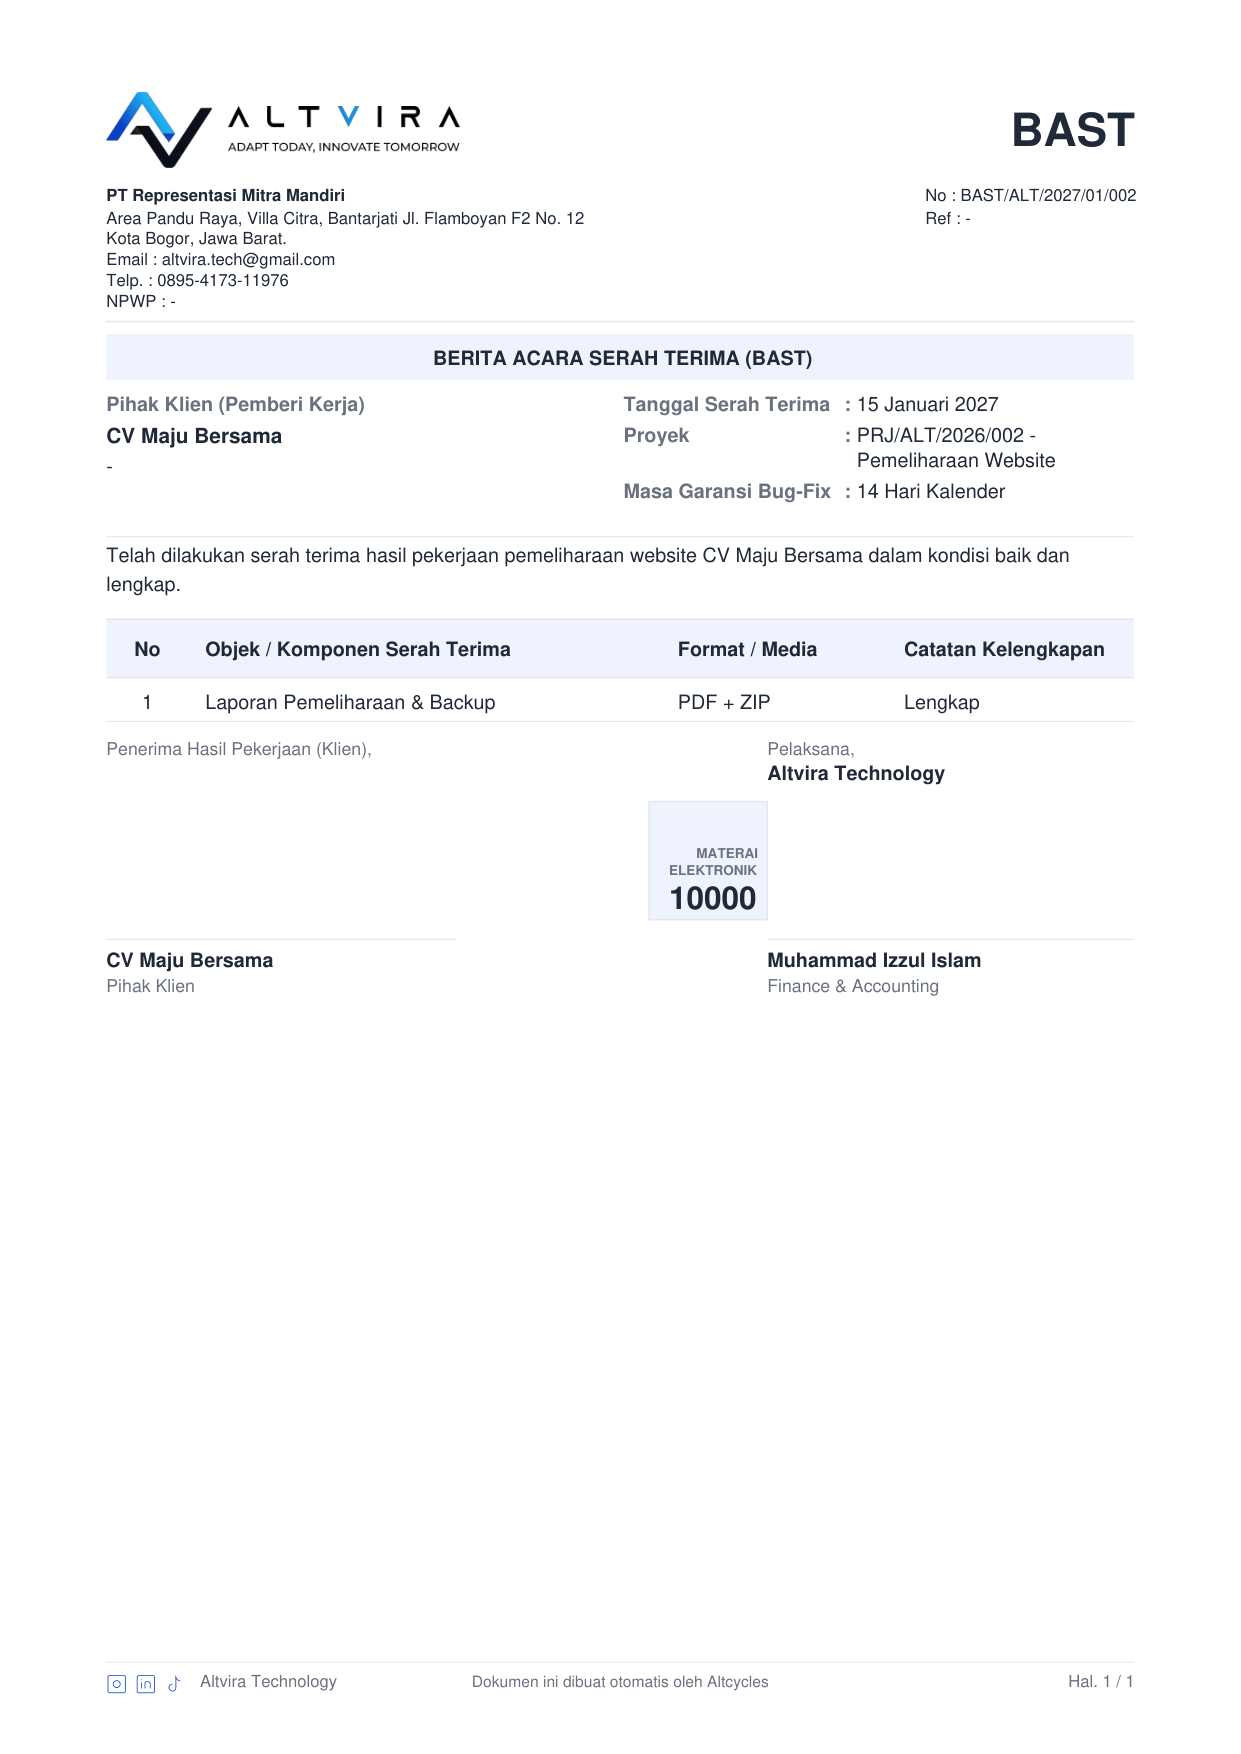 ALTVIRA
ADAPT TODAY, INNOVATE TOMORROW
BAST
PT Representasi Mitra Mandiri
Area Pandu Raya, Villa Citra, Bantarjati Jl. Flamboyan F2 No. 12
Kota Bogor, Jawa Barat.
Email : altvira.tech@gmail.com
Telp. : 0895-4173-11976
NPWP : -
No : BAST/ALT/2027/01/002
Ref : -
BERITA ACARA SERAH TERIMA (BAST)
Pihak Klien (Pemberi Kerja)
CV Maju Bersama
-
Tanggal Serah Terima : 15 Januari 2027
Proyek : PRJ/ALT/2026/002 -
Pemeliharaan Website
Masa Garansi Bug-Fix : 14 Hari Kalender
Telah dilakukan serah terima hasil pekerjaan pemeliharaan website CV Maju Bersama dalam kondisi baik dan
lengkap.
No Objek / Komponen Serah Terima Format / Media Catatan Kelengkapan
1 Laporan Pemeliharaan & Backup PDF + ZIP Lengkap
Penerima Hasil Pekerjaan (Klien),
Pelaksana,
Altvira Technology
MATERAI
ELEKTRONIK
10000
CV Maju Bersama
Pihak Klien
Muhammad Izzul Islam
Finance & Accounting
in Altvira Technology Dokumen ini dibuat otomatis oleh Altcycles Hal. 1 / 1